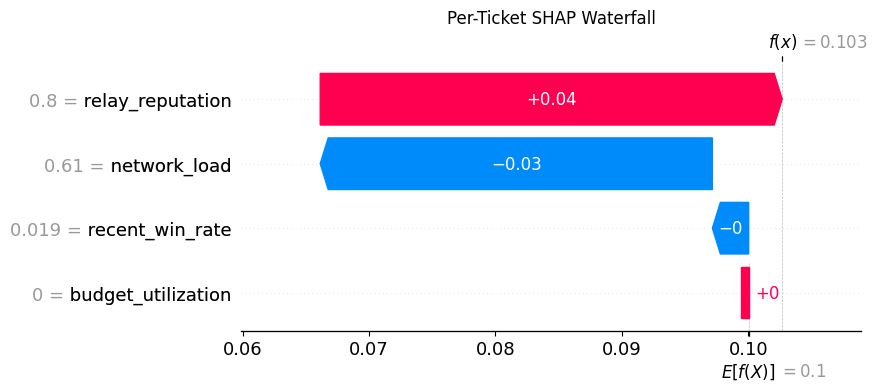 Per-Ticket SHAP Waterfall
f(x) = 0.103
0.8 = relay_reputation
+0.04
0.61 = network_load
−0.03
0.019 = recent_win_rate
−0
0 = budget_utilization
+0
0.06 0.07 0.08 0.09 0.10
E[f(X)] = 0.1